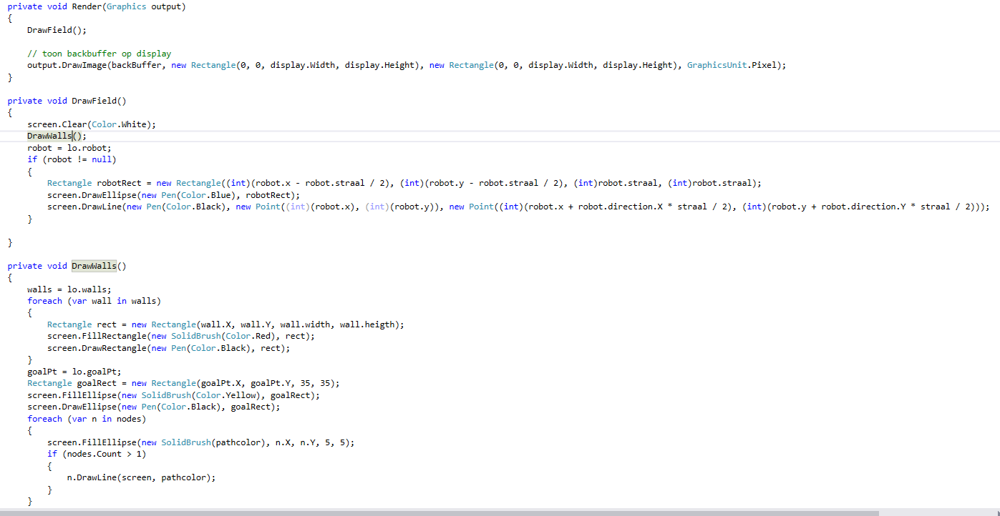 private void Render(Graphics output)
{
DrawField();
// toon backbuffer op display
output.DrawImage(backBuffer, new Rectangle(0, 0, display.Width, display.Height), new Rectangle(0, 0, display.Width, display.Height), GraphicsUnit.Pixel);
}
private void DrawField()
{
screen.Clear(Color.White);
DrawWalls();
robot = lo.robot;
if (robot != null)
{
Rectangle robotRect = new Rectangle((int)(robot.x - robot.straal / 2), (int)(robot.y - robot.straal / 2), (int)robot.straal, (int)robot.straal);
screen.DrawEllipse(new Pen(Color.Blue), robotRect);
screen.DrawLine(new Pen(Color.Black), new Point((int)(robot.x), (int)(robot.y)), new Point((int)(robot.x + robot.direction.X * straal / 2), (int)(robot.y + robot.direction.Y * straal / 2)));
}
}
private void DrawWalls()
{
walls = lo.walls;
foreach (var wall in walls)
{
Rectangle rect = new Rectangle(wall.X, wall.Y, wall.width, wall.heigth);
screen.FillRectangle(new SolidBrush(Color.Red), rect);
screen.DrawRectangle(new Pen(Color.Black), rect);
}
goalPt = lo.goalPt;
Rectangle goalRect = new Rectangle(goalPt.X, goalPt.Y, 35, 35);
screen.FillEllipse(new SolidBrush(Color.Yellow), goalRect);
screen.DrawEllipse(new Pen(Color.Black), goalRect);
foreach (var n in nodes)
{
screen.FillEllipse(new SolidBrush(pathcolor), n.X, n.Y, 5, 5);
if (nodes.Count > 1)
{
n.DrawLine(screen, pathcolor);
}
}